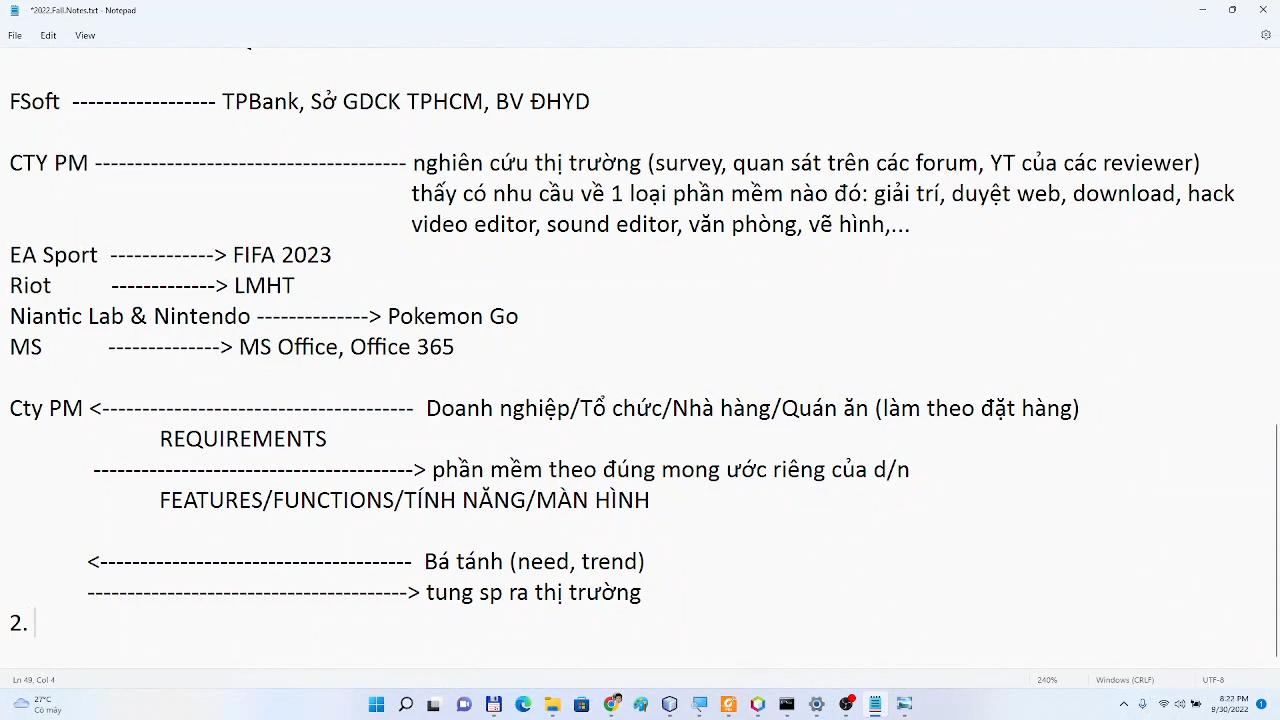 *2022.Fall.Notes.txt - Notepad
File Edit View
FSoft ------------------ TPBank, Sở GDCK TPHCM, BV ĐHYD
CTY PM --------------------------------------- nghiên cứu thị trường (survey, quan sát trên các forum, YT của các reviewer)
thấy có nhu cầu về 1 loại phần mềm nào đó: giải trí, duyệt web, download, hack
video editor, sound editor, văn phòng, vẽ hình,...
EA Sport -------------> FIFA 2023
Riot -------------> LMHT
Niantic Lab & Nintendo --------------> Pokemon Go
MS --------------> MS Office, Office 365
Cty PM <--------------------------------------- Doanh nghiệp/Tổ chức/Nhà hàng/Quán ăn (làm theo đặt hàng)
REQUIREMENTS
----------------------------------------> phần mềm theo đúng mong ước riêng của d/n
FEATURES/FUNCTIONS/TÍNH NĂNG/MÀN HÌNH
<--------------------------------------- Bá tánh (need, trend)
----------------------------------------> tung sp ra thị trường
2.
Ln 49, Col 4 240% Windows (CRLF) UTF-8
27°C
Có mây
8:22 PM
9/30/2022